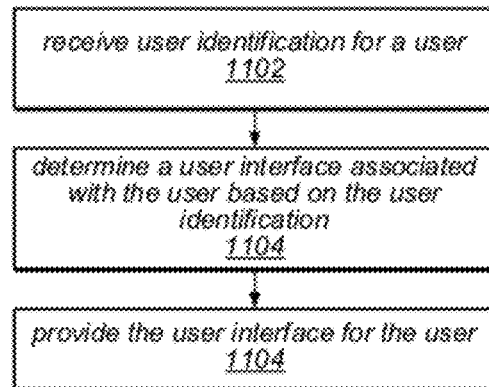 receive user identification for a user
1102
determine a user interface associated
with the user based on the user
identification
1104
provide the user interface for the user
1104